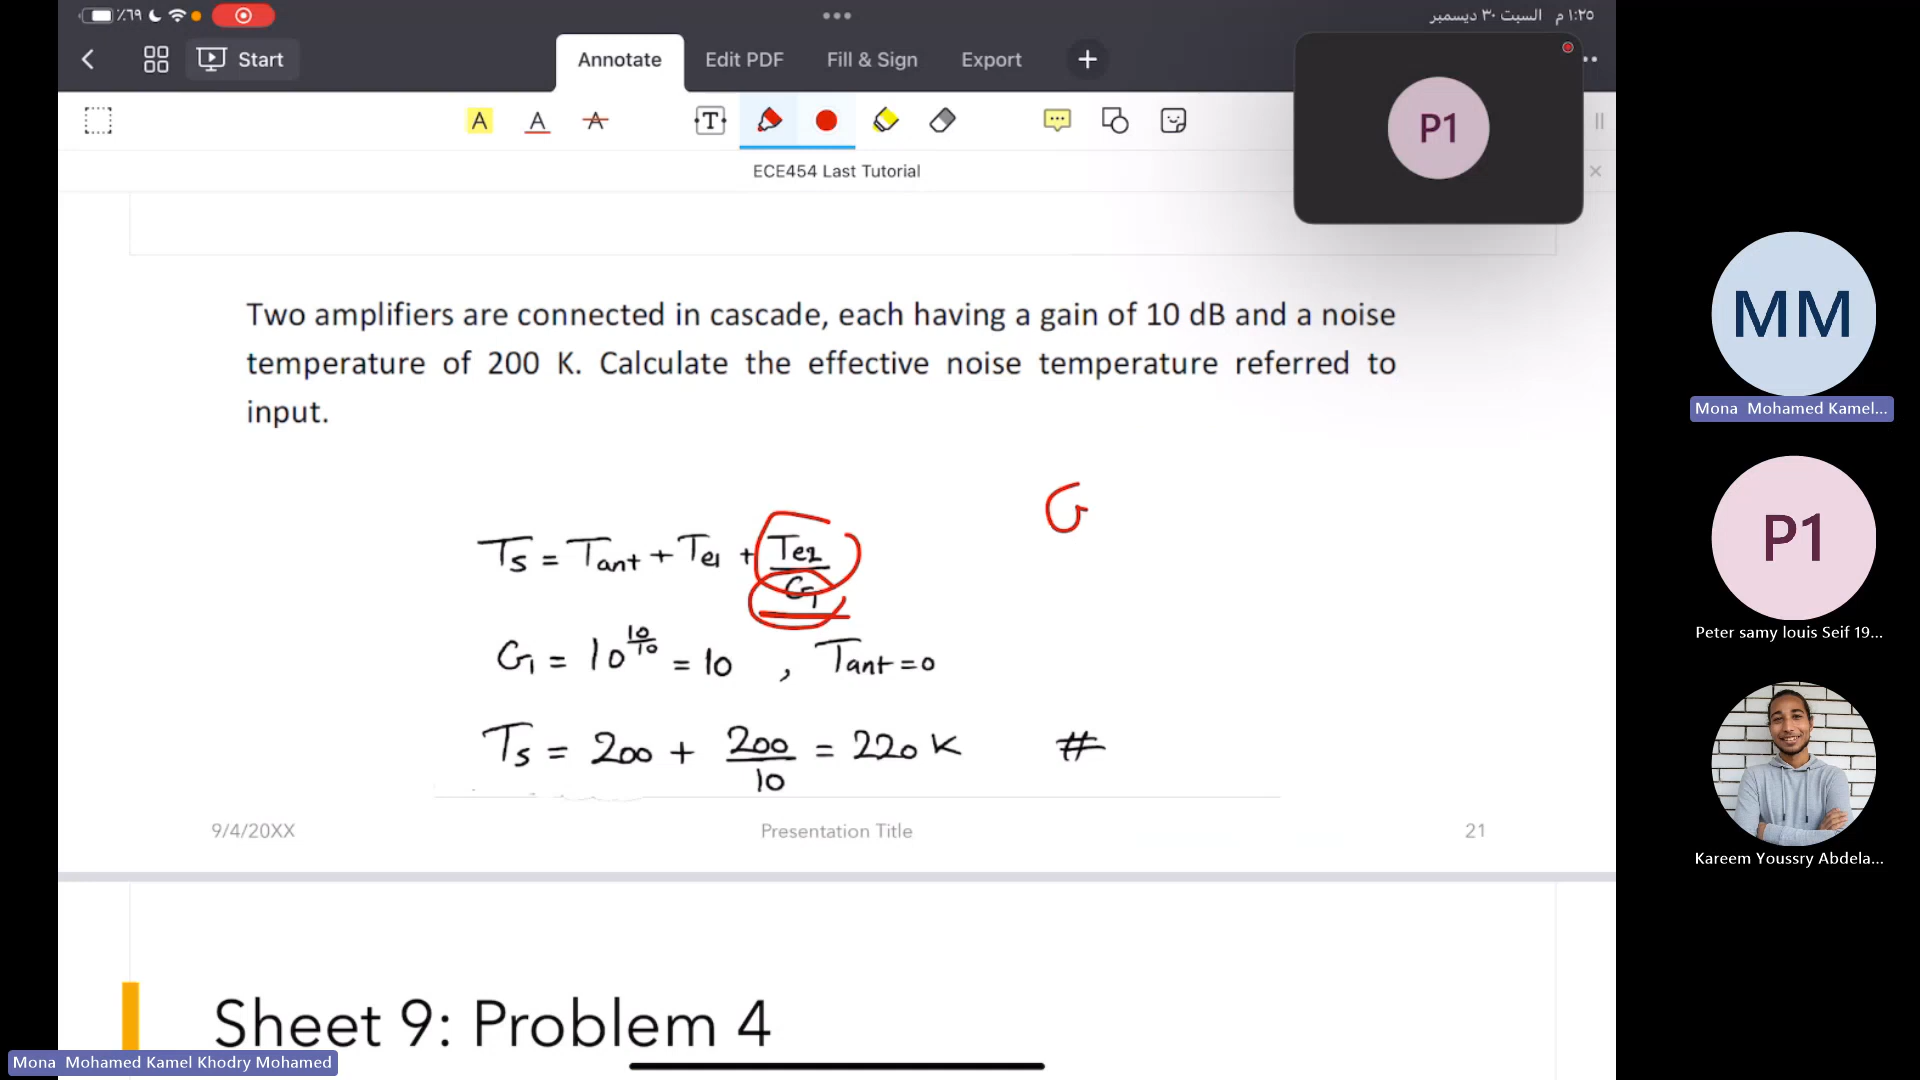 ٪٦٩
السبت ٣٠ ديسمبر ١:٢٥ م
Start
Annotate
Edit PDF
Fill & Sign
Export
A A A T
P1
ECE454 Last Tutorial
Two amplifiers are connected in cascade, each having a gain of 10 dB and a noise
temperature of 200 K. Calculate the effective noise temperature referred to
input.
G
Ts = Tant + Te1 + Te2/G1
G1 = 10^(10/10) = 10 , Tant = 0
Ts = 200 + 200/10 = 220 K #
9/4/20XX
Presentation Title
21
Sheet 9: Problem 4
Mona Mohamed Kamel Khodry Mohamed
MM
Mona Mohamed Kamel...
P1
Peter samy louis Seif 19...
Kareem Youssry Abdela...